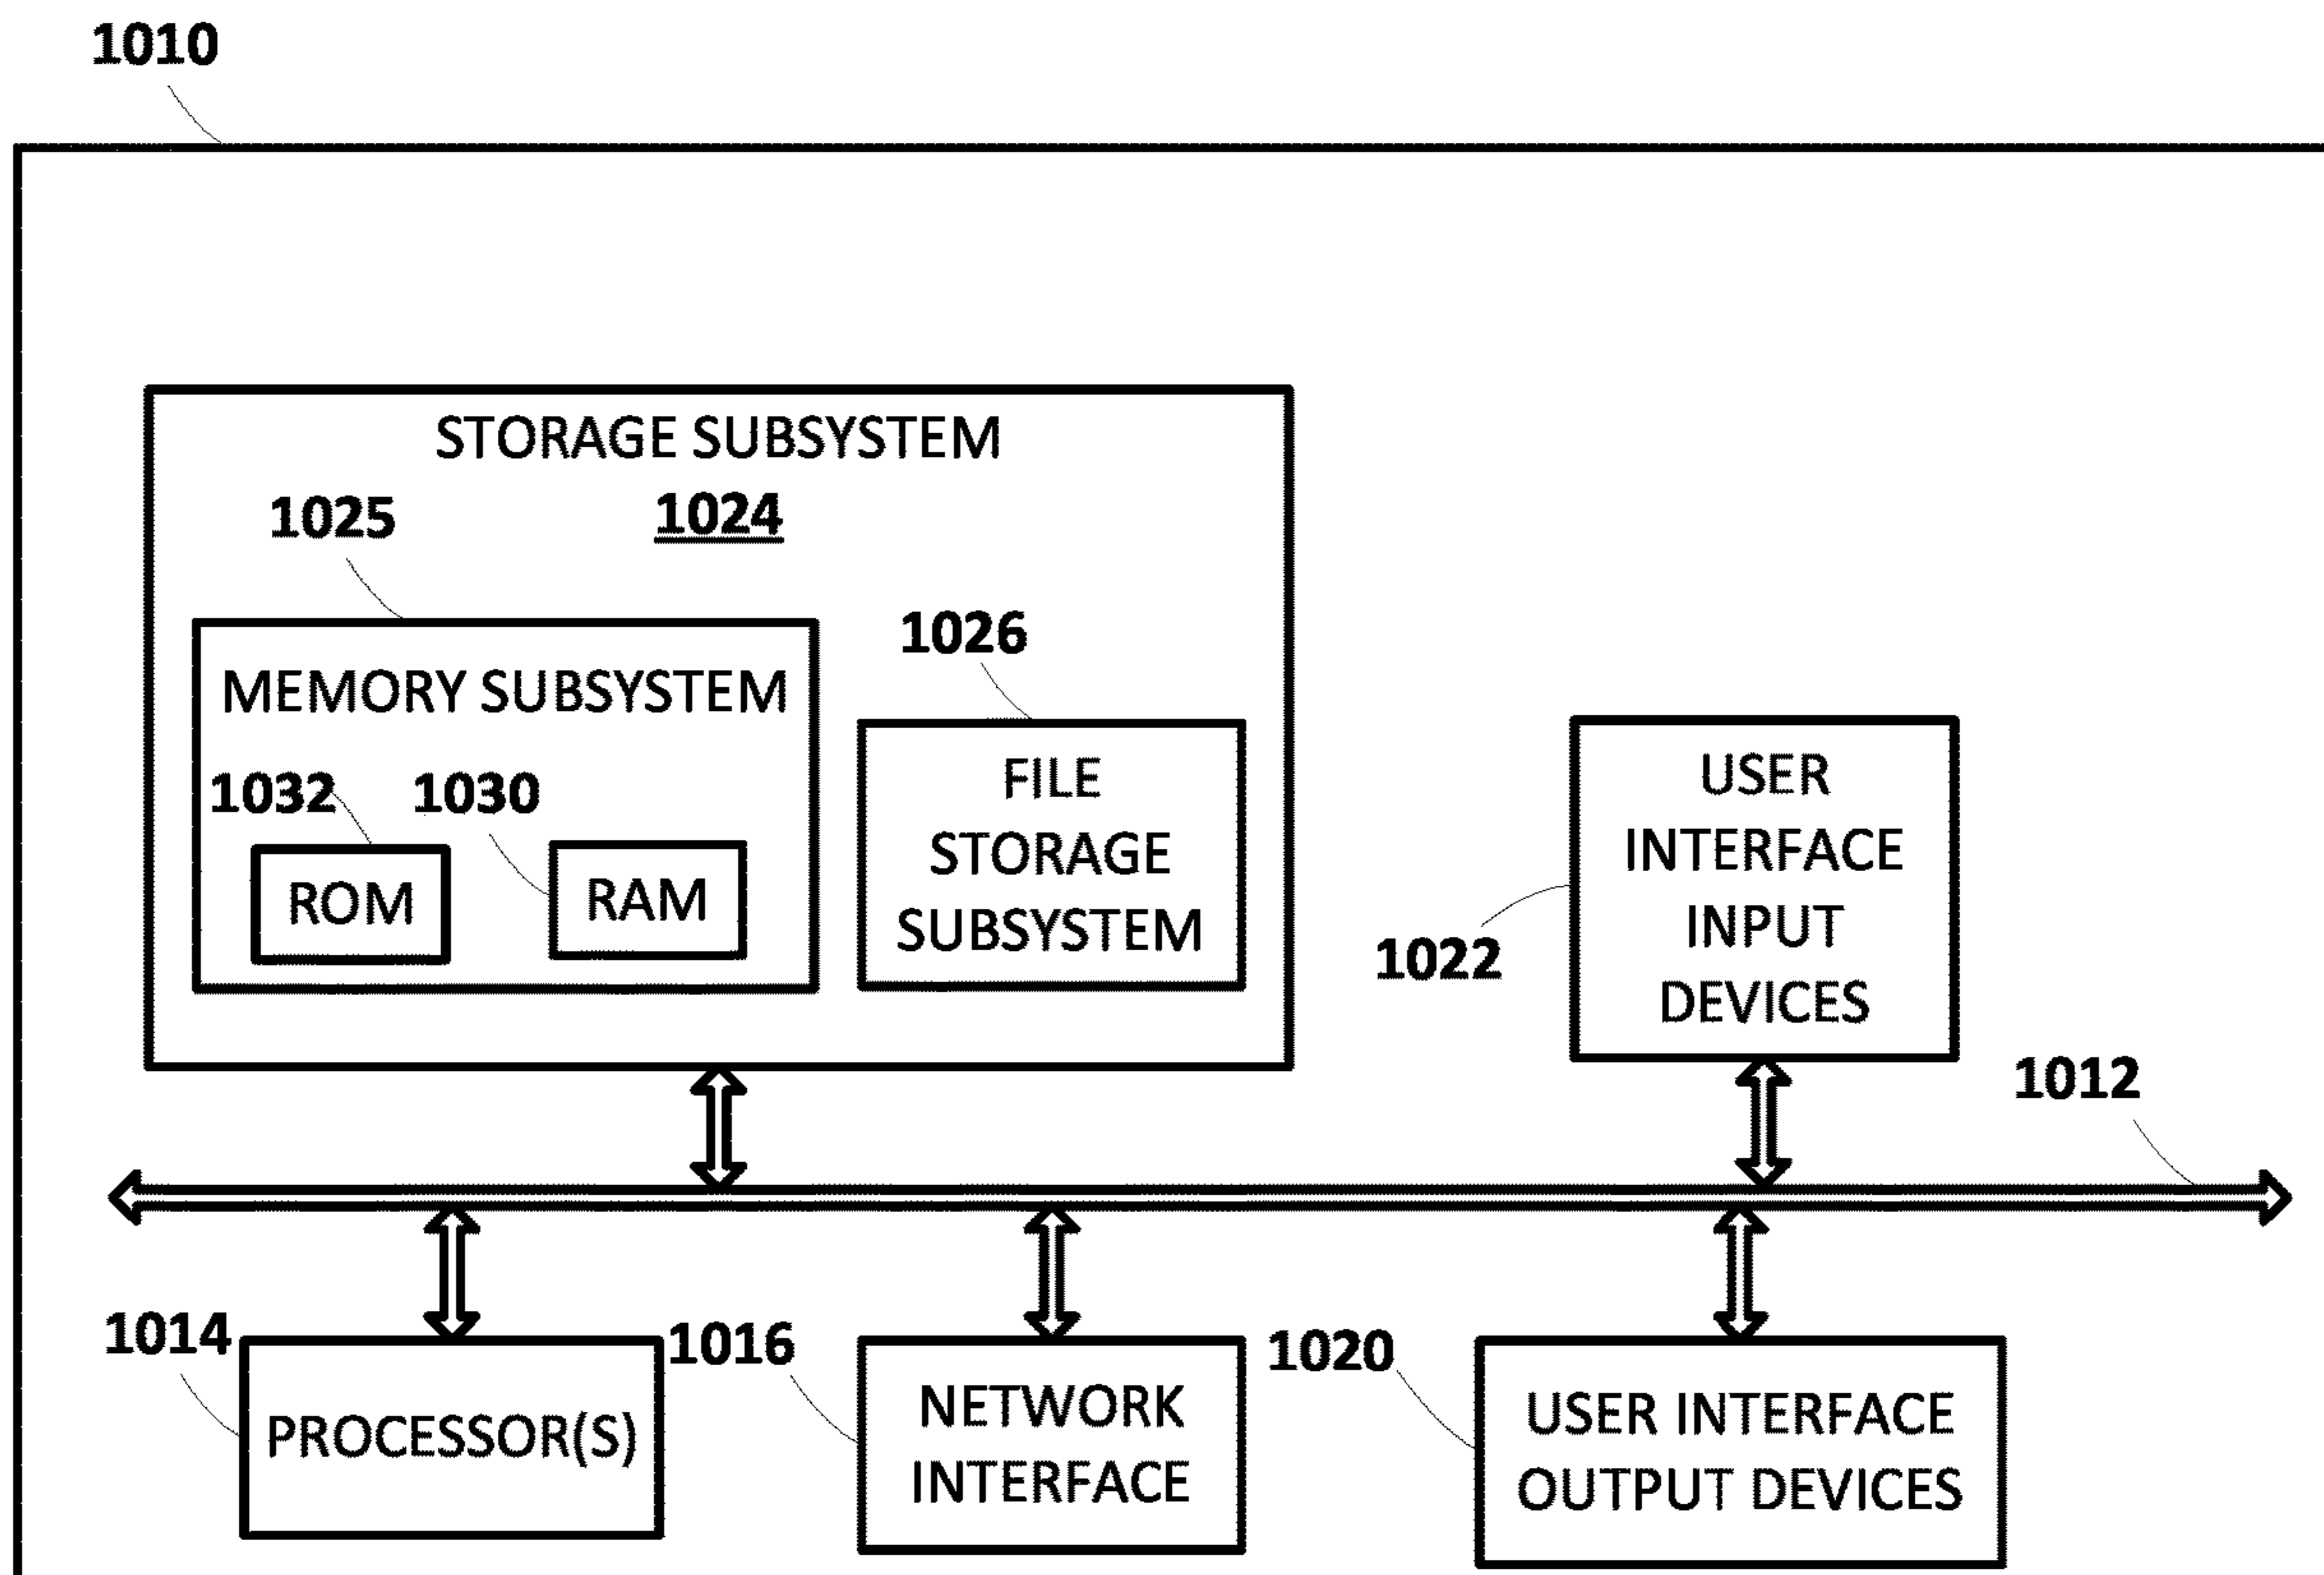 1010
STORAGE SUBSYSTEM
1024
1025
MEMORY SUBSYSTEM
1032
1030
ROM
RAM
1026
FILE
STORAGE
SUBSYSTEM
USER
INTERFACE
INPUT
DEVICES
1022
1012
1014
PROCESSOR(S)
1016
NETWORK
INTERFACE
1020
USER INTERFACE
OUTPUT DEVICES